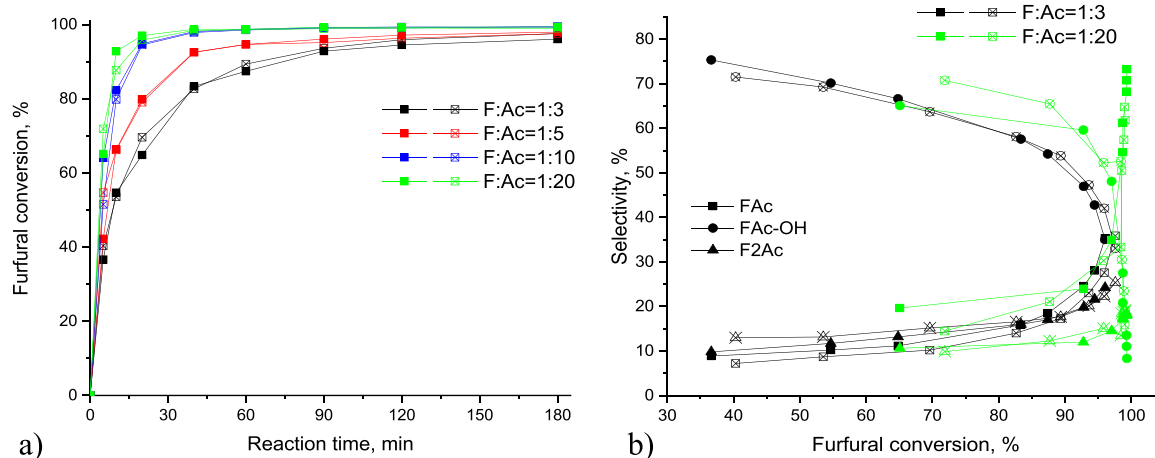 100
80
60
40
20
0
Furfural conversion, %
F:Ac=1:3
F:Ac=1:5
F:Ac=1:10
F:Ac=1:20
0 30 60 90 120 150 180
Reaction time, min
a)
F:Ac=1:3
F:Ac=1:20
80
70
60
50
40
30
20
10
0
Selectivity, %
FAc
FAc-OH
F2Ac
30 40 50 60 70 80 90 100
Furfural conversion, %
b)